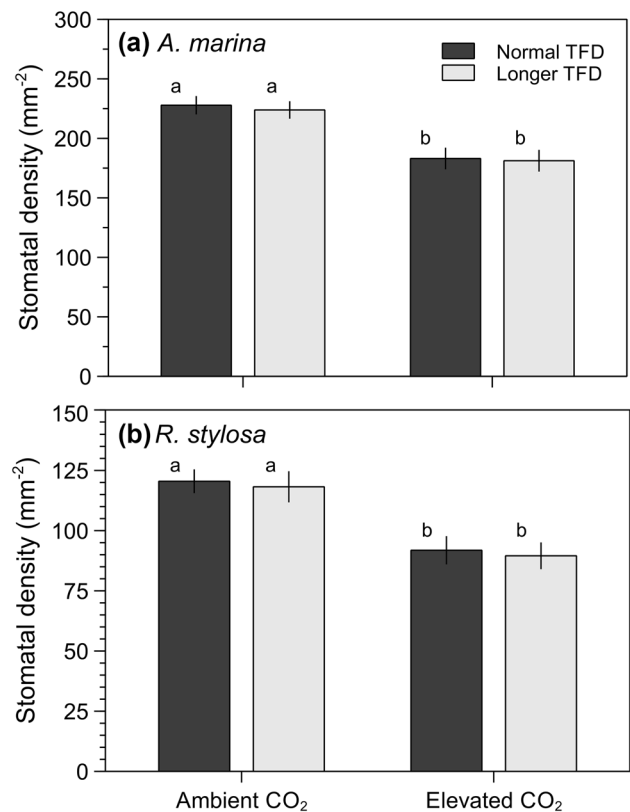 (a) A. marina
Normal TFD
Longer TFD
Stomatal density (mm-2)
300
250
200
150
100
50
0
a a b b
(b) R. stylosa
Stomatal density (mm-2)
150
125
100
75
50
25
0
a a b b
Ambient CO2 Elevated CO2